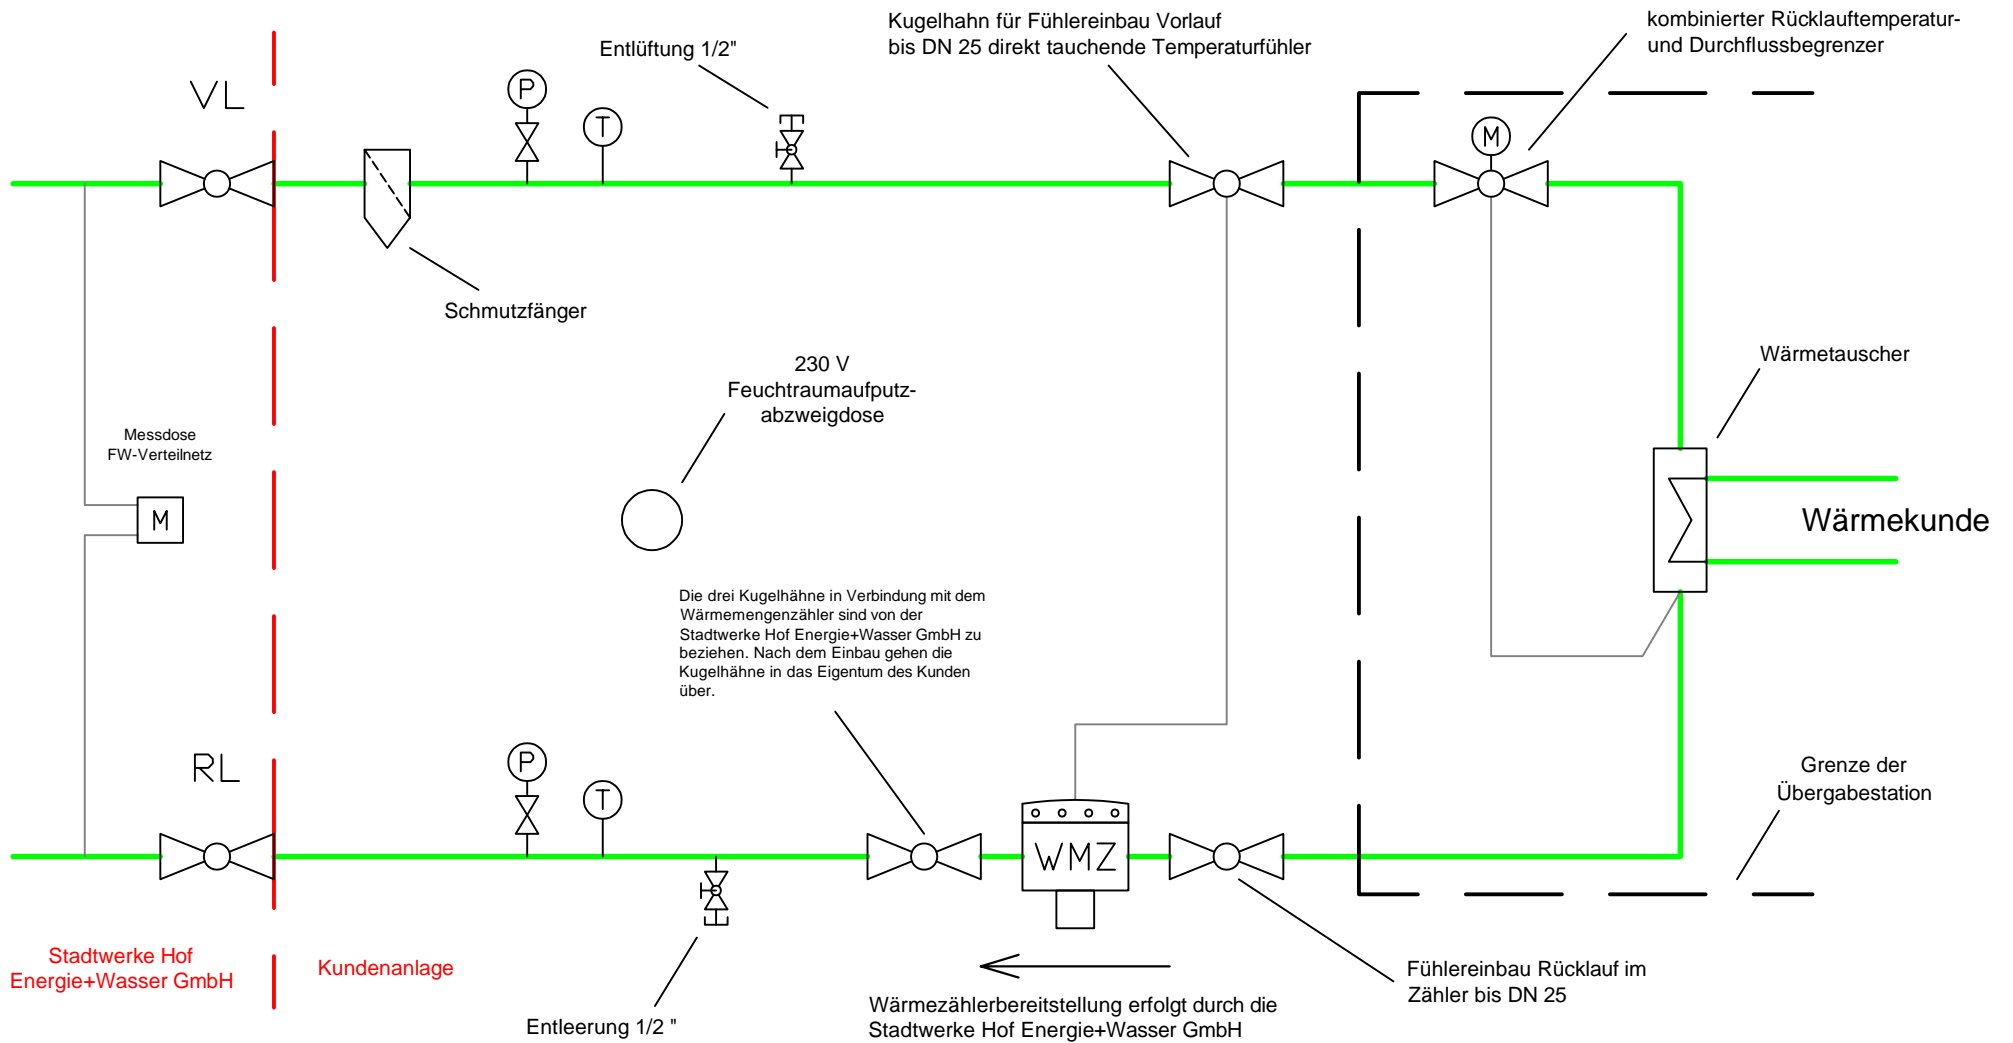 Kugelhahn für Fühlereinbau Vorlauf
bis DN 25 direkt tauchende Temperaturfühler
kombinierter Rücklauftemperatur-
und Durchflussbegrenzer
Entlüftung 1/2"
VL
P
T
M
Schmutzfänger
230 V
Feuchtraumaufputz-
abzweigdose
Wärmetauscher
Messdose
FW-Verteilnetz
M
Wärmekunde
Die drei Kugelhähne in Verbindung mit dem
Wärmemengenzähler sind von der
Stadtwerke Hof Energie+Wasser GmbH zu
beziehen. Nach dem Einbau gehen die
Kugelhähne in das Eigentum des Kunden
über.
RL
P
T
WMZ
Grenze der
Übergabestation
Stadtwerke Hof
Energie+Wasser GmbH
Kundenanlage
Entleerung 1/2 "
Fühlereinbau Rücklauf im
Zähler bis DN 25
Wärmezählerbereitstellung erfolgt durch die
Stadtwerke Hof Energie+Wasser GmbH